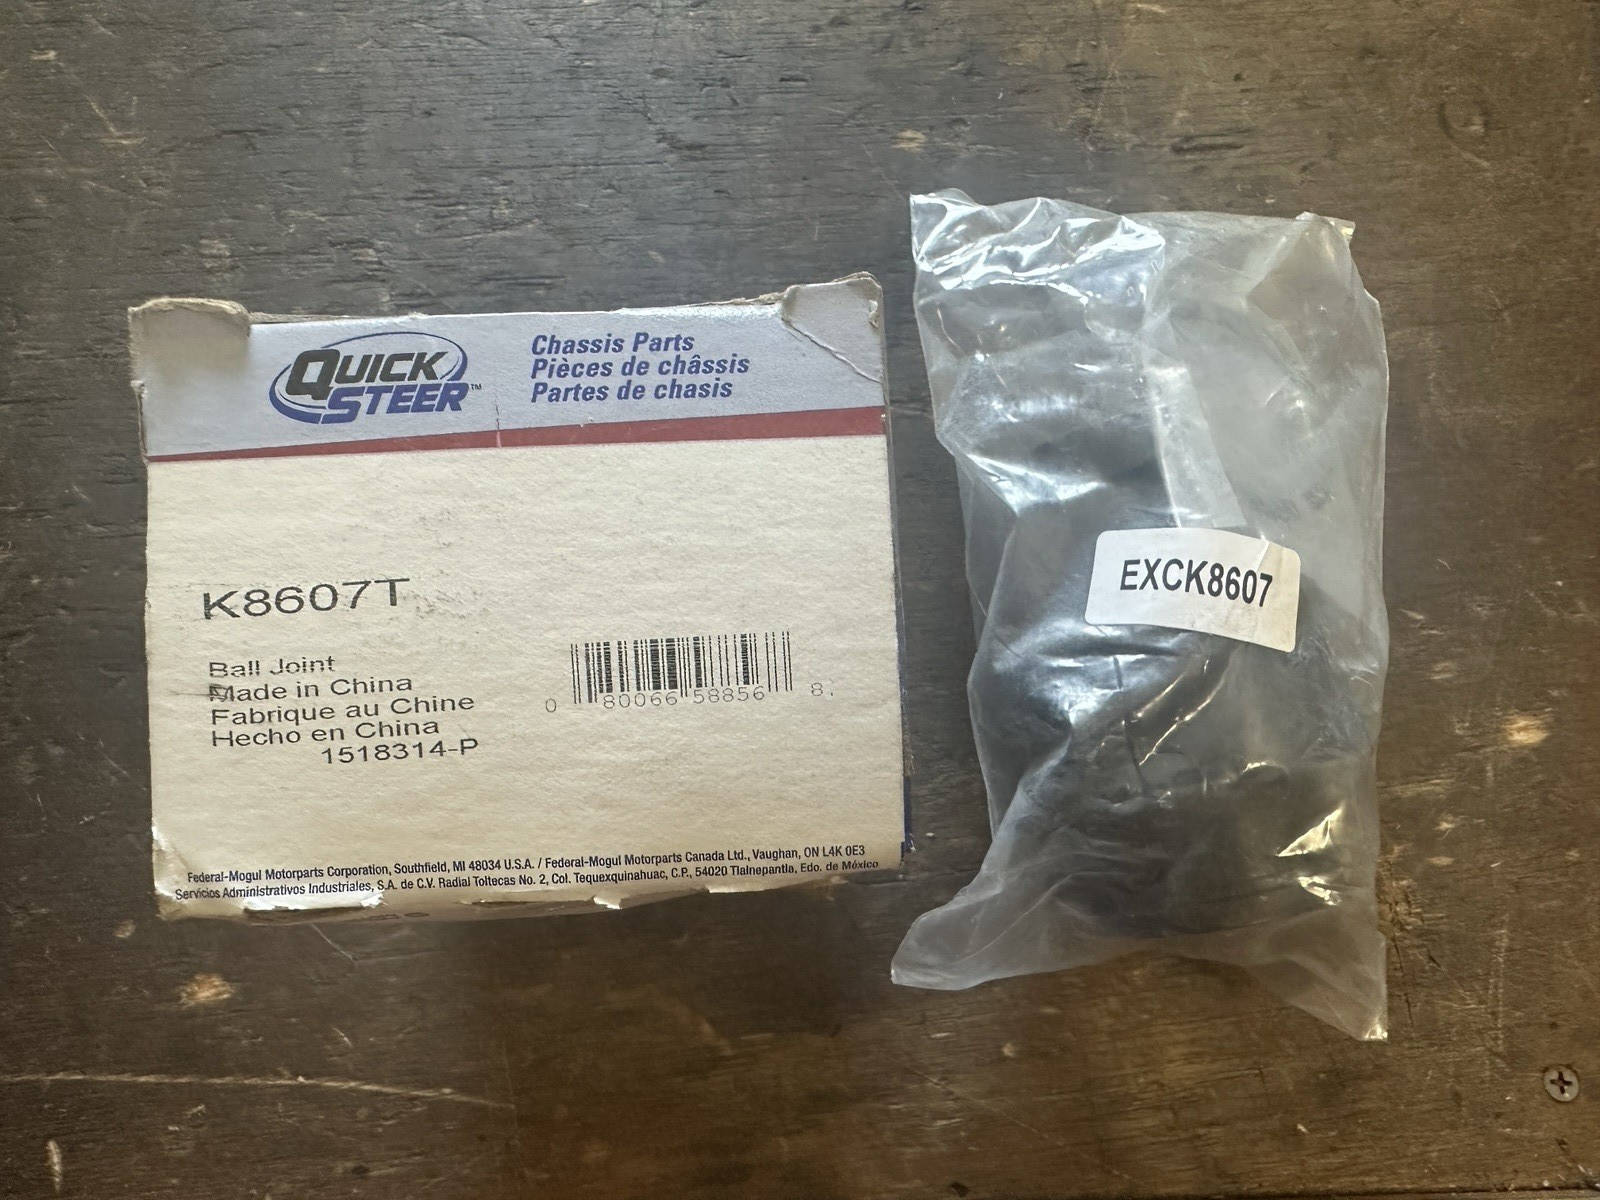 QUICK
STEER™
Chassis Parts
Pièces de châssis
Partes de chasis
K8607T
Ball Joint
Made in China
Fabrique au Chine
Hecho en China
1518314-P
0 80066 58856 8
Federal-Mogul Motorparts Corporation, Southfield, MI 48034 U.S.A. / Federal-Mogul Motorparts Canada Ltd., Vaughan, ON L4K 0E3
Servicios Administrativos Industriales, S.A. de C.V. Radial Toltecas No. 2, Col. Tequexquinahuac, C.P., 54020 Tlalnepantla, Edo. de México
EXCK8607